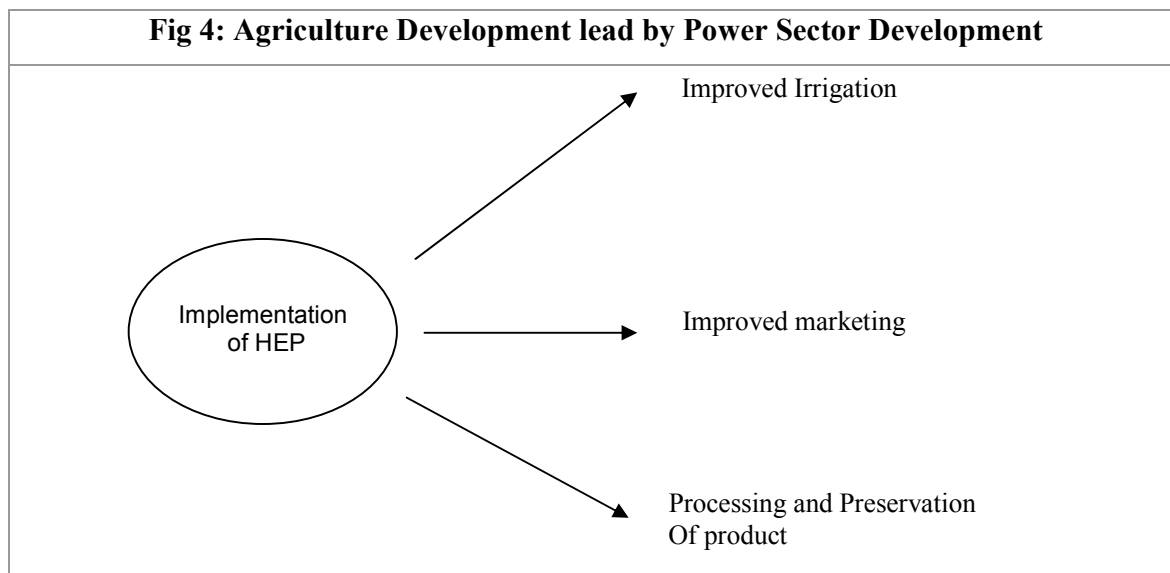 Fig 4: Agriculture Development lead by Power Sector Development
Improved Irrigation
Implementation
of HEP
Improved marketing
Processing and Preservation
Of product